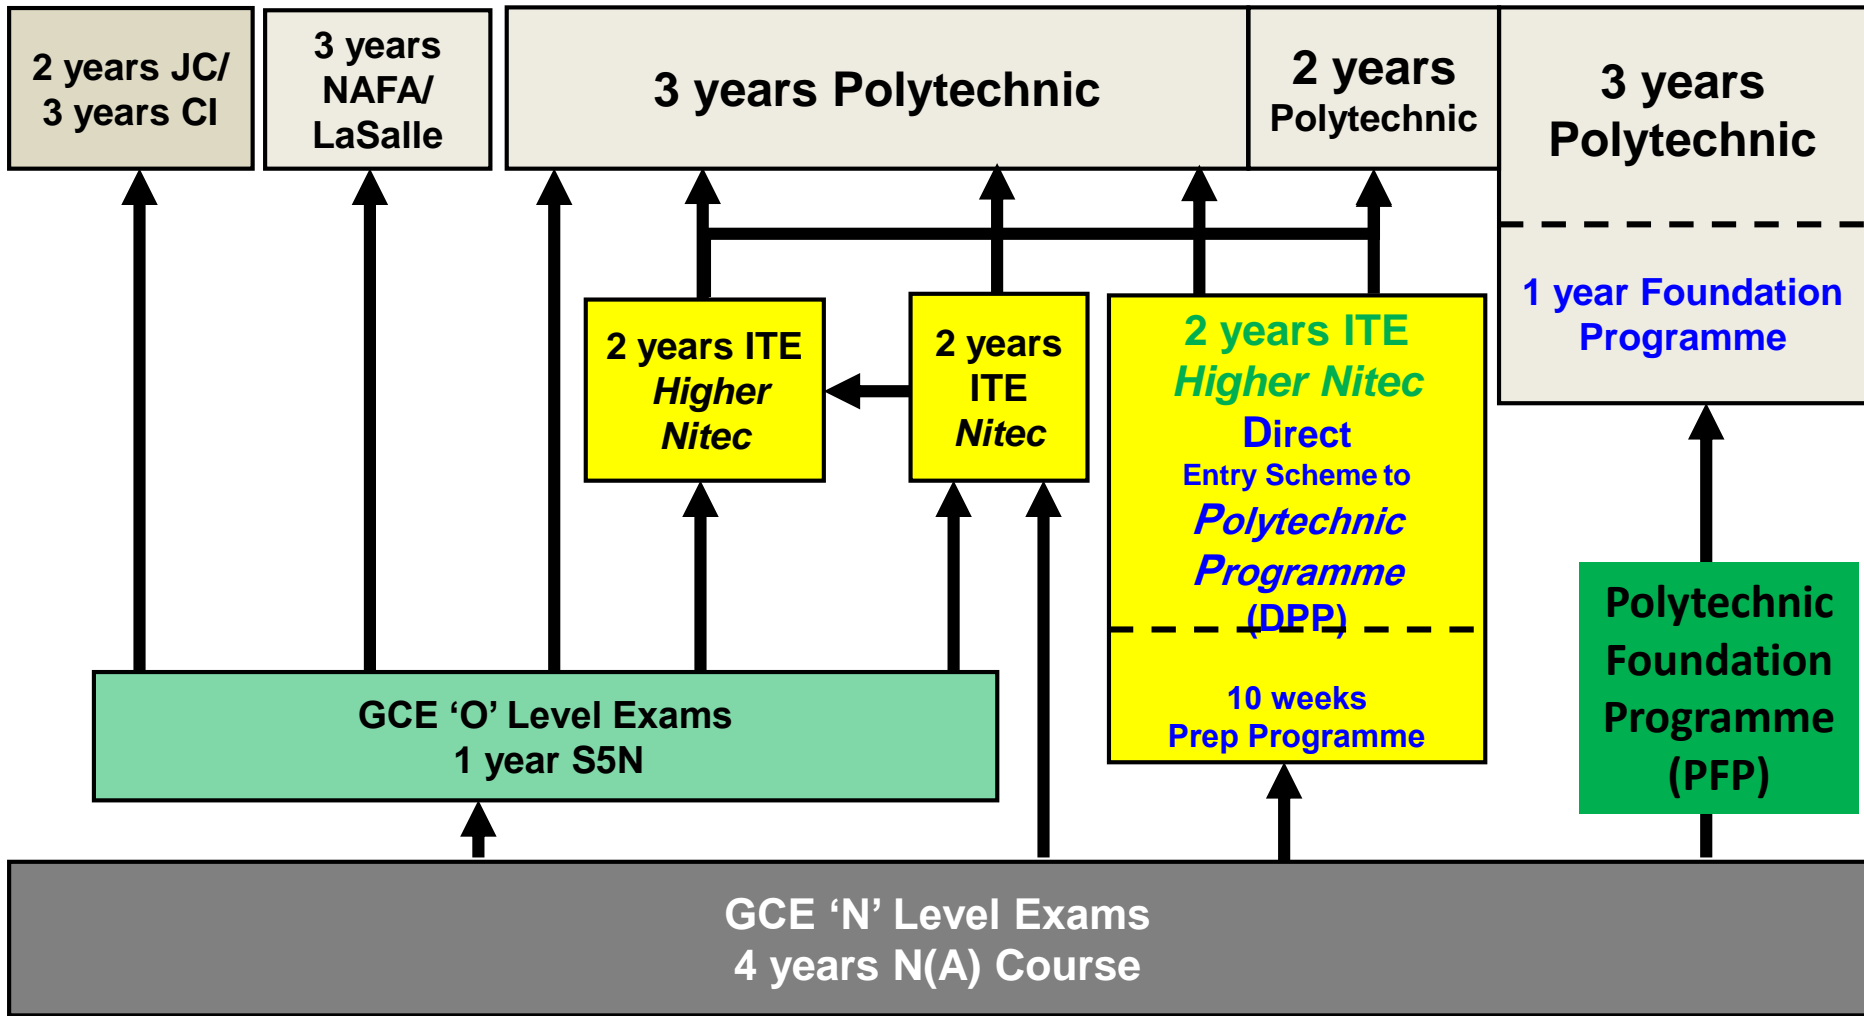 2 years JC/
3 years CI
3 years
NAFA/
LaSalle
3 years Polytechnic
2 years
Polytechnic
3 years
Polytechnic
1 year Foundation
Programme
2 years ITE
Higher
Nitec
2 years
ITE
Nitec
2 years ITE
Higher Nitec
Direct
Entry Scheme to
Polytechnic
Programme
(DPP)
10 weeks
Prep Programme
Polytechnic
Foundation
Programme
(PFP)
GCE ‘O’ Level Exams
1 year S5N
GCE ‘N’ Level Exams
4 years N(A) Course